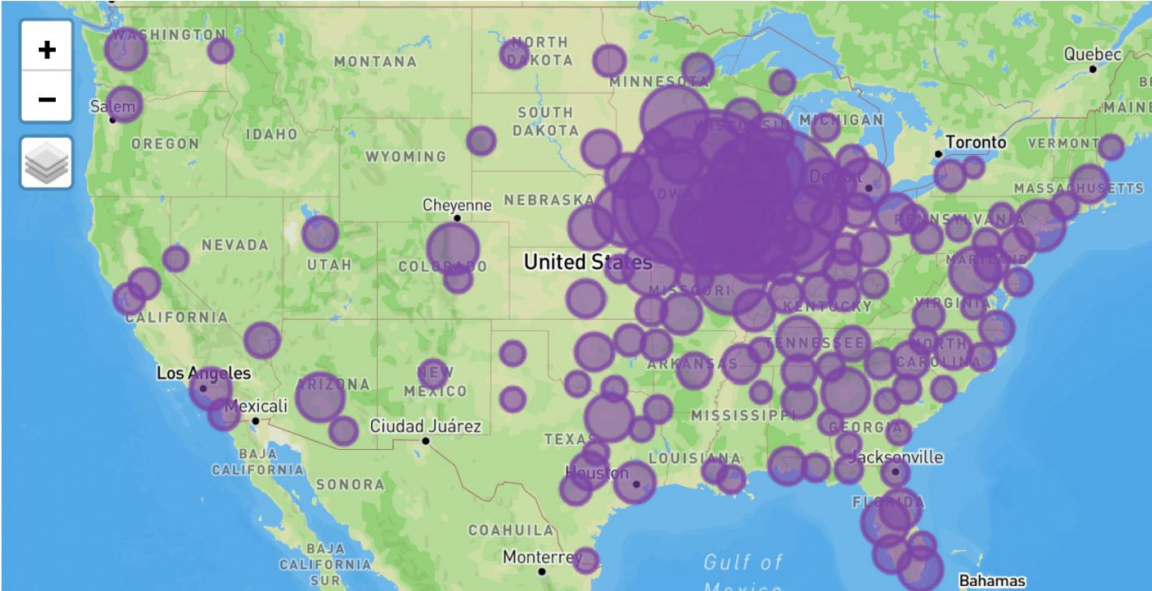 +
−
WASHINGTON
NORTH
DAKOTA
MONTANA
Quebec
MINNESOTA
MAINE
Salem
SOUTH
DAKOTA
MICHIGAN
OREGON
IDAHO
Toronto
VERMONT
WYOMING
Detroit
MASSACHUSETTS
Cheyenne
NEBRASKA
PENNSYLVANIA
NEVADA
UTAH
COLORADO
United States
MARYLAND
MISSOURI
KENTUCKY
VIRGINIA
CALIFORNIA
TENNESSEE
NORTH
CAROLINA
ARKANSAS
Los Angeles
ARIZONA
NEW
MEXICO
Mexicali
MISSISSIPPI
Ciudad Juárez
GEORGIA
TEXAS
BAJA
CALIFORNIA
LOUISIANA
Jacksonville
Houston
SONORA
FLORIDA
COAHUILA
BAJA
CALIFORNIA
SUR
Monterrey
Gulf of
Mexico
Bahamas